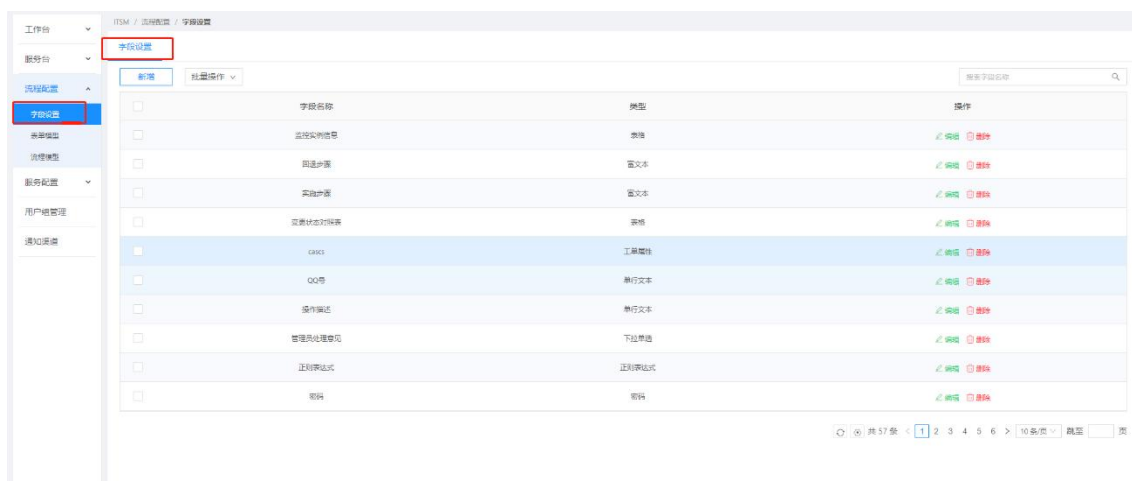 ITSM / 流程配置 / 字段设置
工作台
服务台
流程配置
字段设置
表单模型
流程模型
服务配置
用户组管理
通知渠道
字段设置
新增 批量操作
搜索字段名称
字段名称 类型 操作
监控实例信息 表格 编辑 删除
回退步骤 富文本 编辑 删除
实施步骤 富文本 编辑 删除
变更状态对照表 表格 编辑 删除
工单属性 编辑 删除
QQ号 单行文本 编辑 删除
操作描述 单行文本 编辑 删除
管理员处理意见 下拉单选 编辑 删除
正则表达式 正则表达式 编辑 删除
密码 密码 编辑 删除
共 57 条 < 1 2 3 4 5 6 > 10 条/页 跳至 页